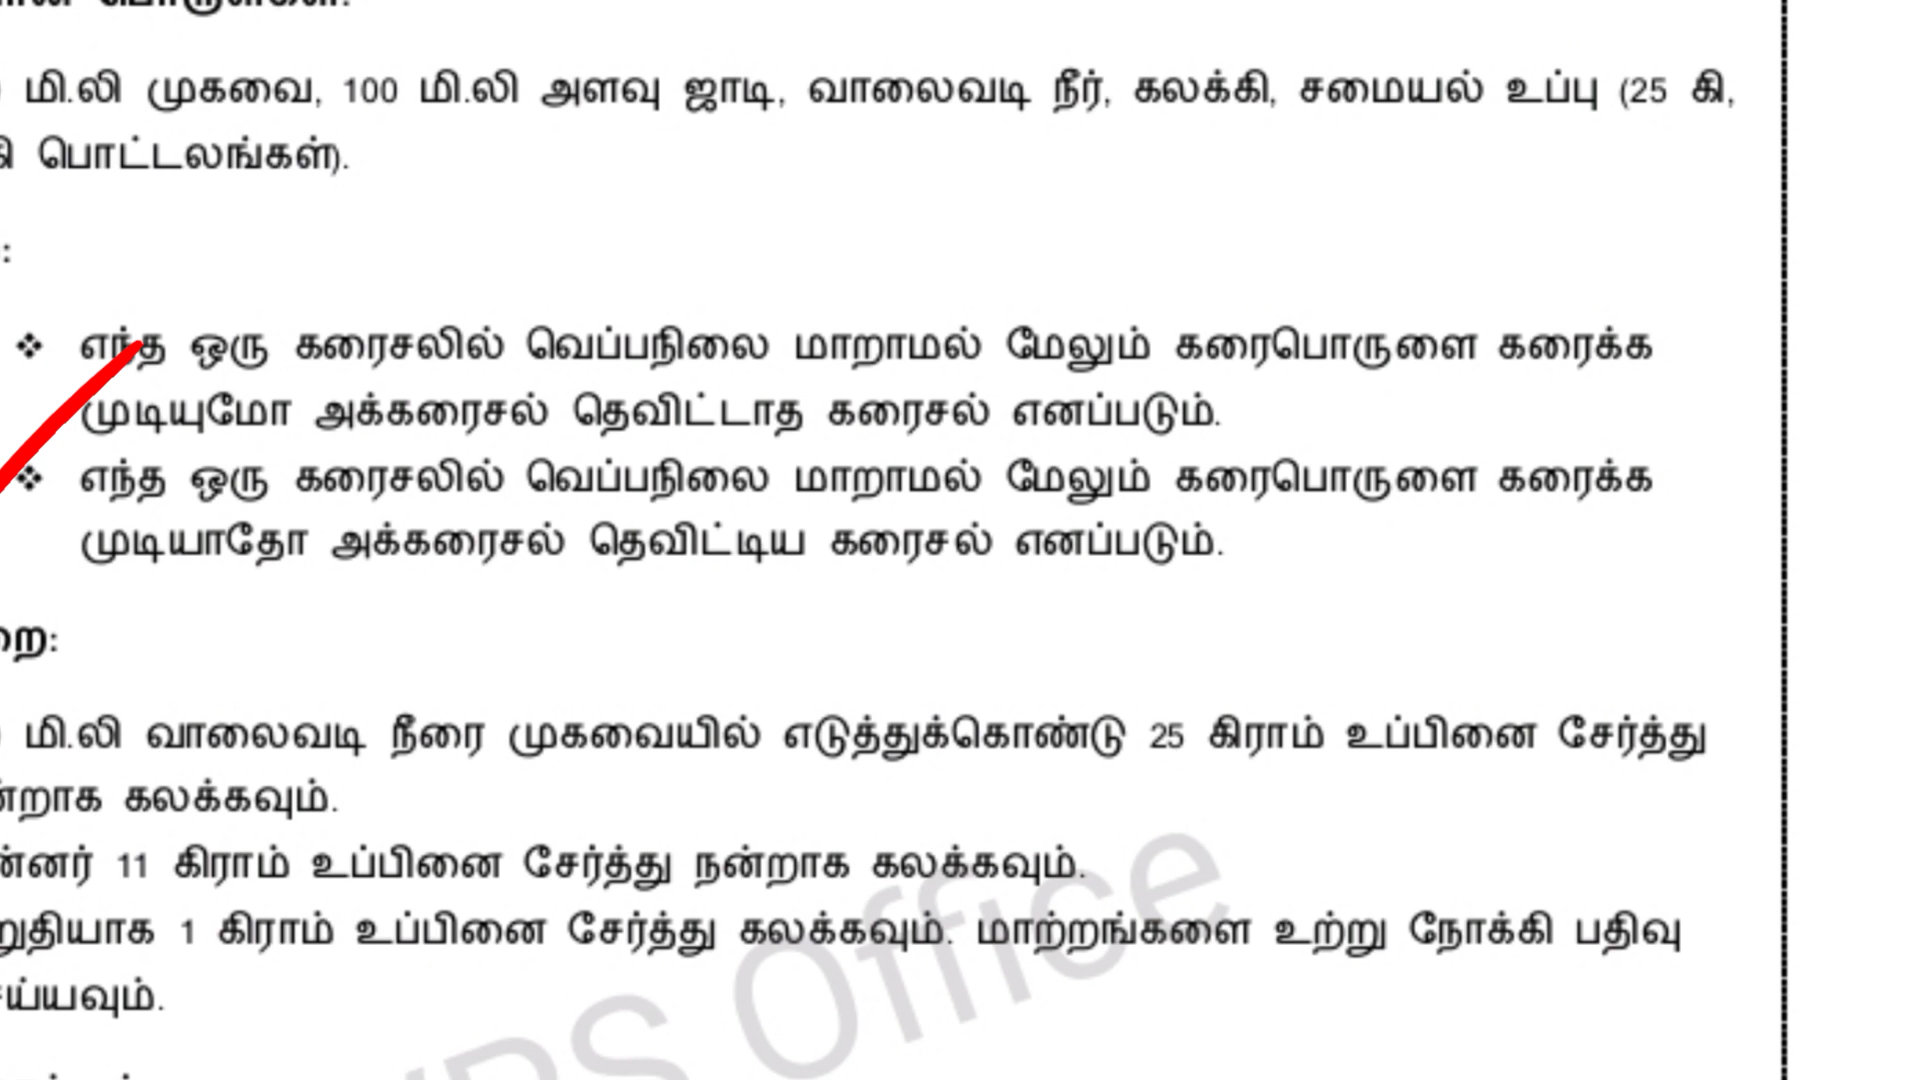 மி.லி முகவை, 100 மி.லி அளவு ஜாடி, வாலைவடி நீர், கலக்கி, சமையல் உப்பு (25 கி,
பொட்டலங்கள்).
❖ எந்த ஒரு கரைசலில் வெப்பநிலை மாறாமல் மேலும் கரைபொருளை கரைக்க
முடியுமோ அக்கரைசல் தெவிட்டாத கரைசல் எனப்படும்.
❖ எந்த ஒரு கரைசலில் வெப்பநிலை மாறாமல் மேலும் கரைபொருளை கரைக்க
முடியாதோ அக்கரைசல் தெவிட்டிய கரைசல் எனப்படும்.
றை:
மி.லி வாலைவடி நீரை முகவையில் எடுத்துக்கொண்டு 25 கிராம் உப்பினை சேர்த்து
ன்றாக கலக்கவும்.
ன்னர் 11 கிராம் உப்பினை சேர்த்து நன்றாக கலக்கவும்.
றுதியாக 1 கிராம் உப்பினை சேர்த்து கலக்கவும். மாற்றங்களை உற்று நோக்கி பதிவு
ய்யவும்.
PS Office